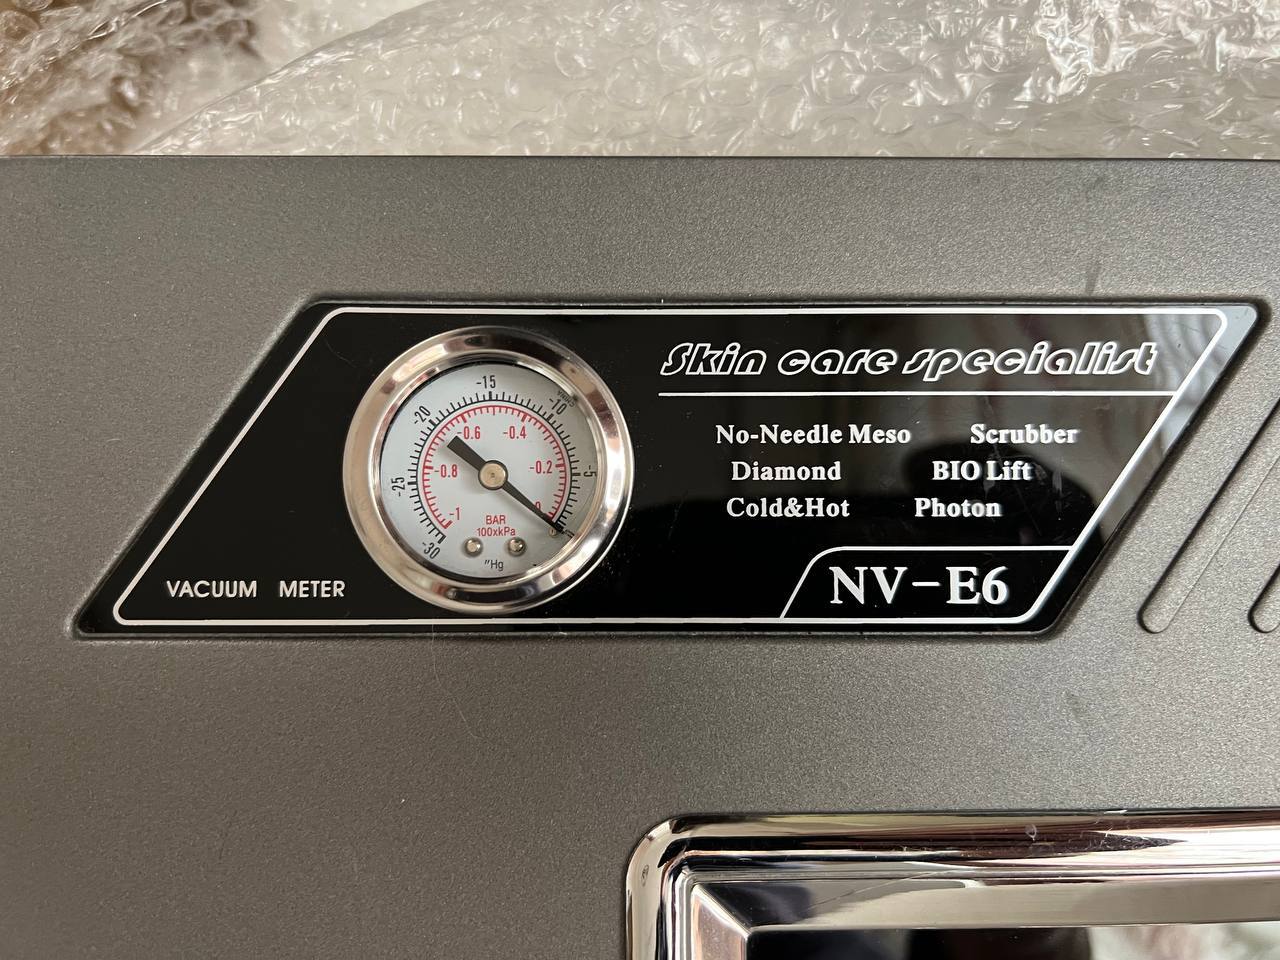 Skin care specialist
No-Needle Meso Scrubber
Diamond BIO Lift
Cold&Hot Photon
NV-E6
VACUUM METER
-15
-20 -10
-0.6 -0.4
-25 -0.8 -0.2 -5
-1 0
-30
BAR
100xkPa
"Hg